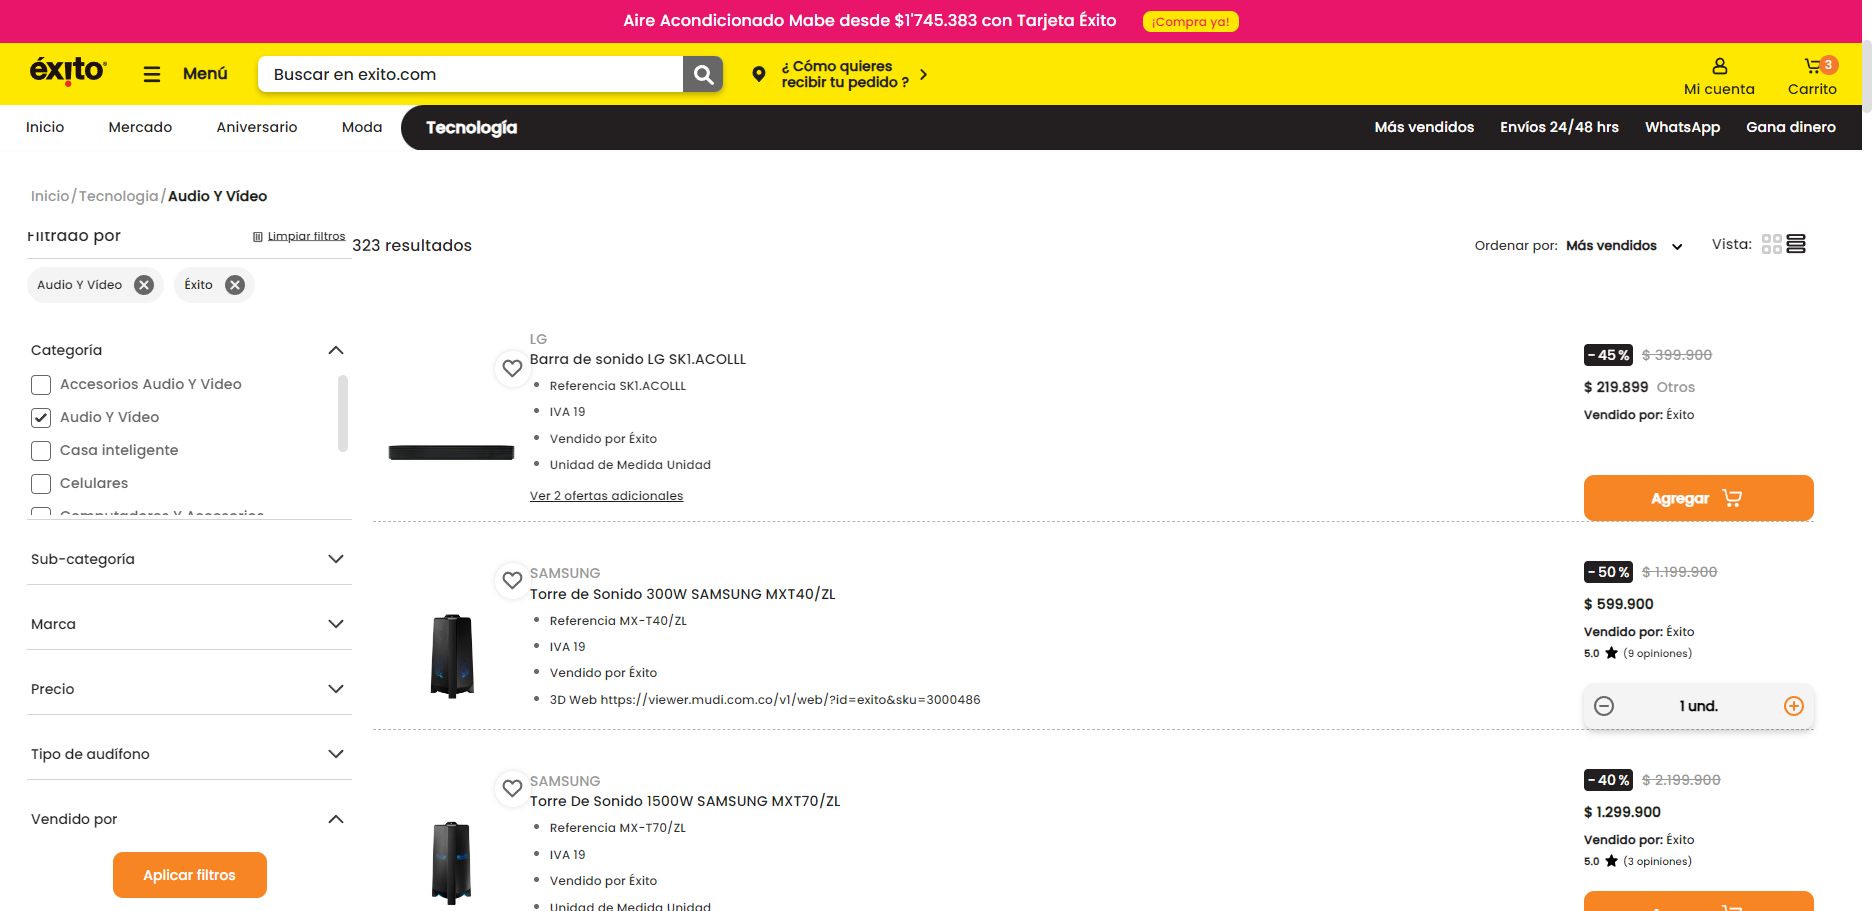 Aire Acondicionado Mabe desde $1'745.383 con Tarjeta Éxito ¡Compra ya!
éxito
Menú
Buscar en exito.com
¿ Cómo quieres
recibir tu pedido ?
Mi cuenta
3
Carrito
Inicio Mercado Aniversario Moda Tecnología Más vendidos Envíos 24/48 hrs WhatsApp Gana dinero
Inicio/Tecnologia/Audio Y Vídeo
Filtrado por
Limpiar filtros
323 resultados
Ordenar por: Más vendidos
Vista:
Audio Y Vídeo
Éxito
Categoría
Accesorios Audio Y Video
Audio Y Vídeo
Casa inteligente
Celulares
Computadores Y Accesorios
Sub-categoría
Marca
Precio
Tipo de audífono
Vendido por
Aplicar filtros
LG
Barra de sonido LG SK1.ACOLLL
Referencia SK1.ACOLLL
IVA 19
Vendido por Éxito
Unidad de Medida Unidad
Ver 2 ofertas adicionales
- 45 % $ 399.900
$ 219.899 Otros
Vendido por: Éxito
Agregar
SAMSUNG
Torre de Sonido 300W SAMSUNG MXT40/ZL
Referencia MX-T40/ZL
IVA 19
Vendido por Éxito
3D Web https://viewer.mudi.com.co/v1/web/?id=exito&sku=3000486
- 50 % $ 1.199.900
$ 599.900
Vendido por: Éxito
5.0 (9 opiniones)
1 und.
SAMSUNG
Torre De Sonido 1500W SAMSUNG MXT70/ZL
Referencia MX-T70/ZL
IVA 19
Vendido por Éxito
Unidad de Medida Unidad
- 40 % $ 2.199.900
$ 1.299.900
Vendido por: Éxito
5.0 (3 opiniones)